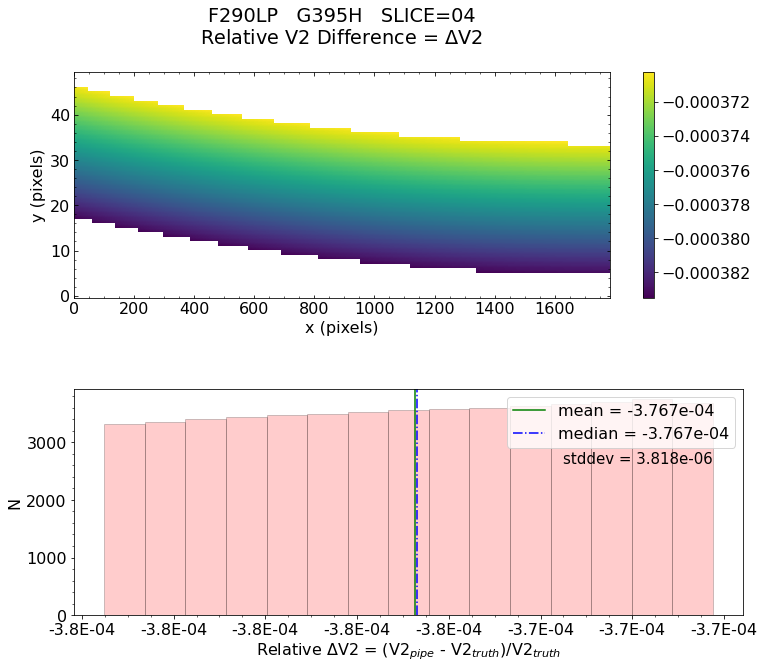 F290LP G395H SLICE=04
Relative V2 Difference = ΔV2
y (pixels)
40
30
20
10
0
0 200 400 600 800 1000 1200 1400 1600
x (pixels)
−0.000372
−0.000374
−0.000376
−0.000378
−0.000380
−0.000382
N
3000
2000
1000
0
mean = -3.767e-04
median = -3.767e-04
stddev = 3.818e-06
-3.8E-04 -3.8E-04 -3.8E-04 -3.8E-04 -3.8E-04 -3.7E-04 -3.7E-04 -3.7E-04
Relative ΔV2 = (V2pipe - V2truth)/V2truth